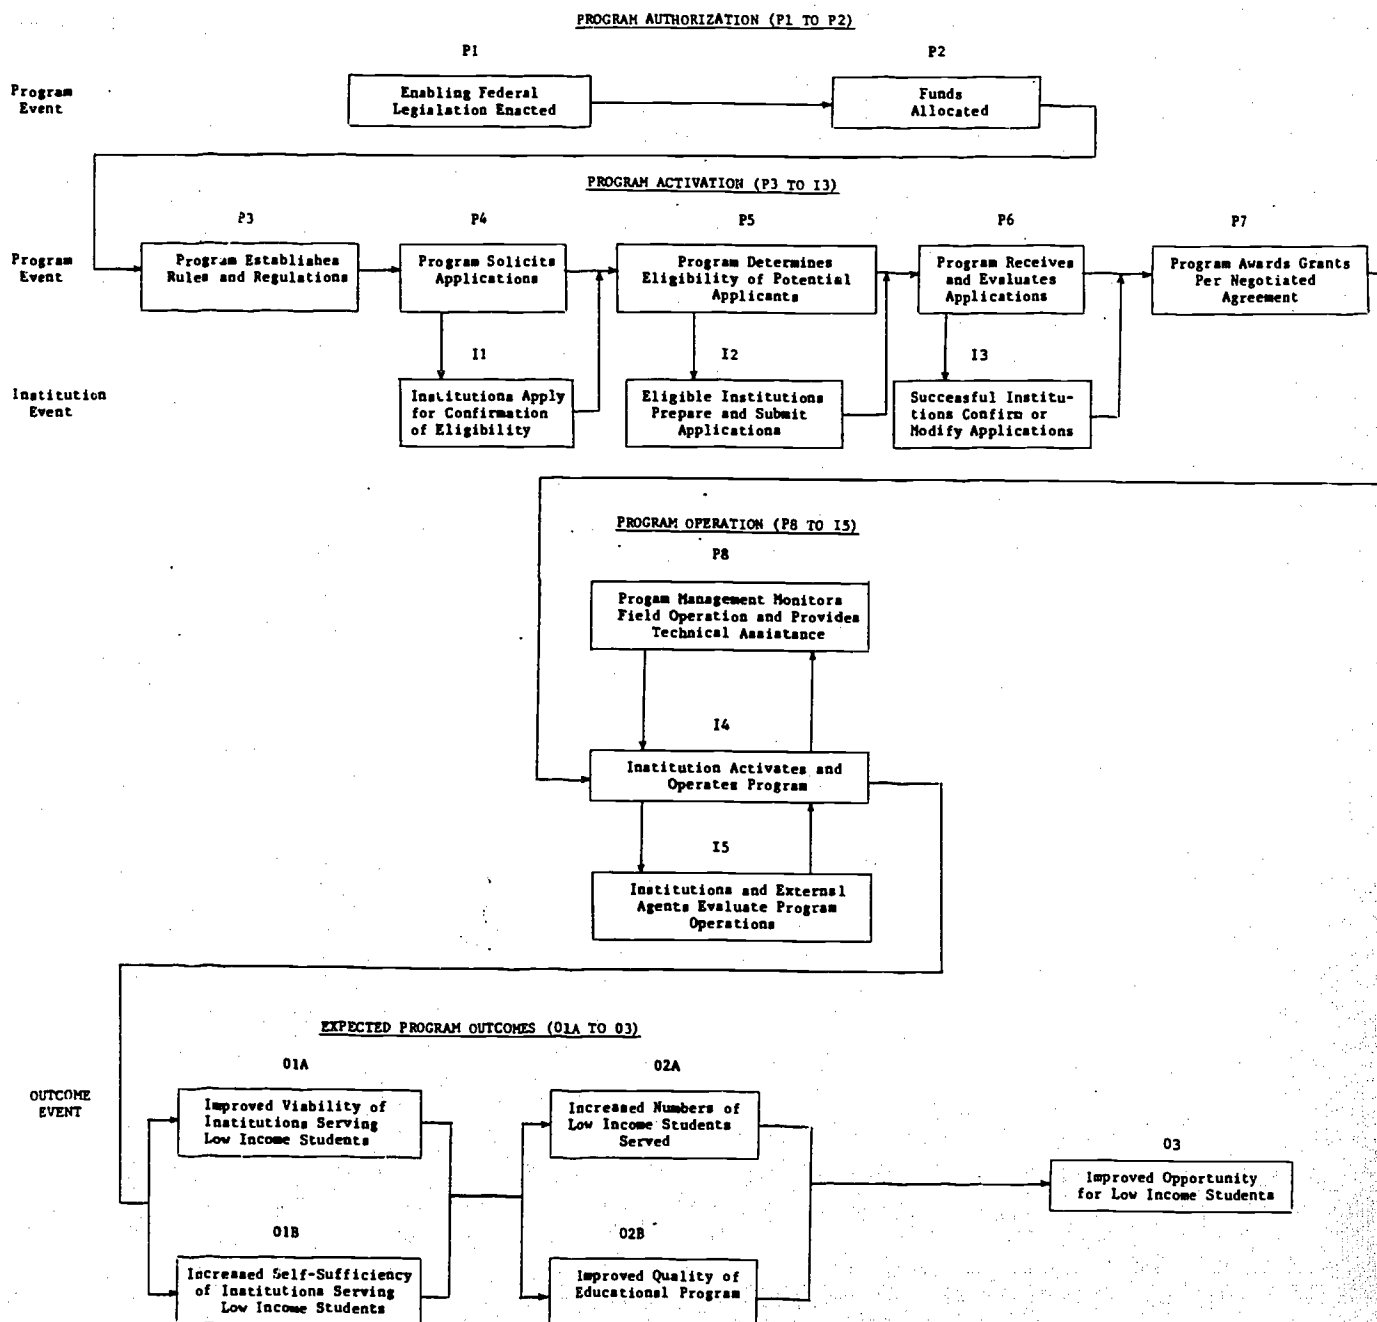 PROGRAM AUTHORIZATION (P1 TO P2)
P1
P2
Program
Event
Enabling Federal
Legialation Enacted
Funds
Allocated
PROGRAM ACTIVATION (P3 TO I3)
P3
P4
P5
P6
P7
Program
Event
Program Establishes
Rules and Regulations
Program Solicits
Applications
Program Determines
Eligibility of Potential
Applicants
Program Receives
and Evaluates
Applications
Program Awards Grants
Per Negotiated
Agreement
I1
I2
I3
Institution
Event
Institutions Apply
for Confirmation
of Eligibility
Eligible Institutions
Prepare and Submit
Applications
Successful Institu-
tions Confirm or
Modify Applications
PROGRAM OPERATION (P8 TO I5)
P8
Progam Management Monitors
Field Operation and Provides
Technical Assistance
I4
Institution Activates and
Operates Program
I5
Institutions and External
Agents Evaluate Program
Operations
EXPECTED PROGRAM OUTCOMES (O1A TO O3)
O1A
O2A
OUTCOME
EVENT
Improved Viability of
Institutions Serving
Low Income Students
Increased Numbers of
Low Income Students
Served
O3
Improved Opportunity
for Low Income Students
O1B
O2B
Increased Self-Sufficiency
of Institutions Serving
Low Income Students
Improved Quality of
Educational Program